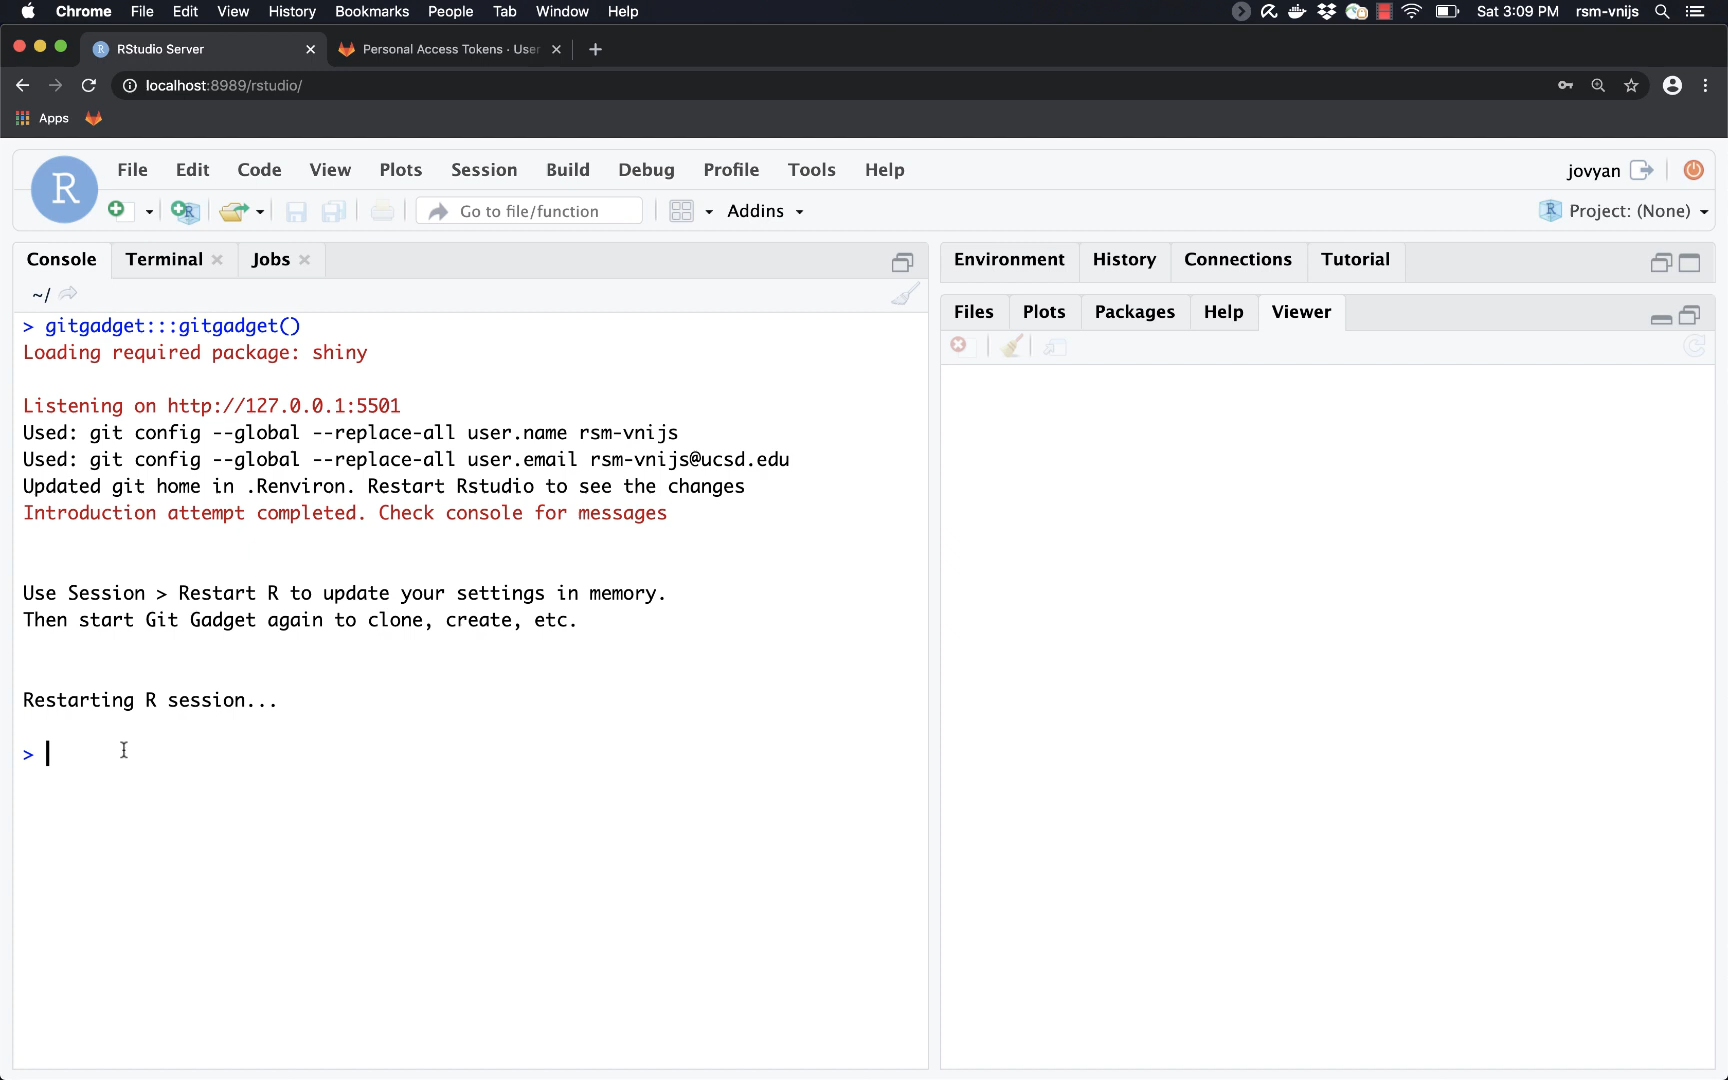 Chrome File Edit View History Bookmarks People Tab Window Help Sat 3:09 PM rsm-vnijs
RStudio Server Personal Access Tokens · User
localhost:8989/rstudio/
Apps
R File Edit Code View Plots Session Build Debug Profile Tools Help jovyan
Go to file/function Addins R Project: (None)
Console Terminal Jobs
Environment History Connections Tutorial
~/
Files Plots Packages Help Viewer
> gitgadget:::gitgadget()
Loading required package: shiny
Listening on http://127.0.0.1:5501
Used: git config --global --replace-all user.name rsm-vnijs
Used: git config --global --replace-all user.email rsm-vnijs@ucsd.edu
Updated git home in .Renviron. Restart Rstudio to see the changes
Introduction attempt completed. Check console for messages
Use Session > Restart R to update your settings in memory.
Then start Git Gadget again to clone, create, etc.
Restarting R session...
>